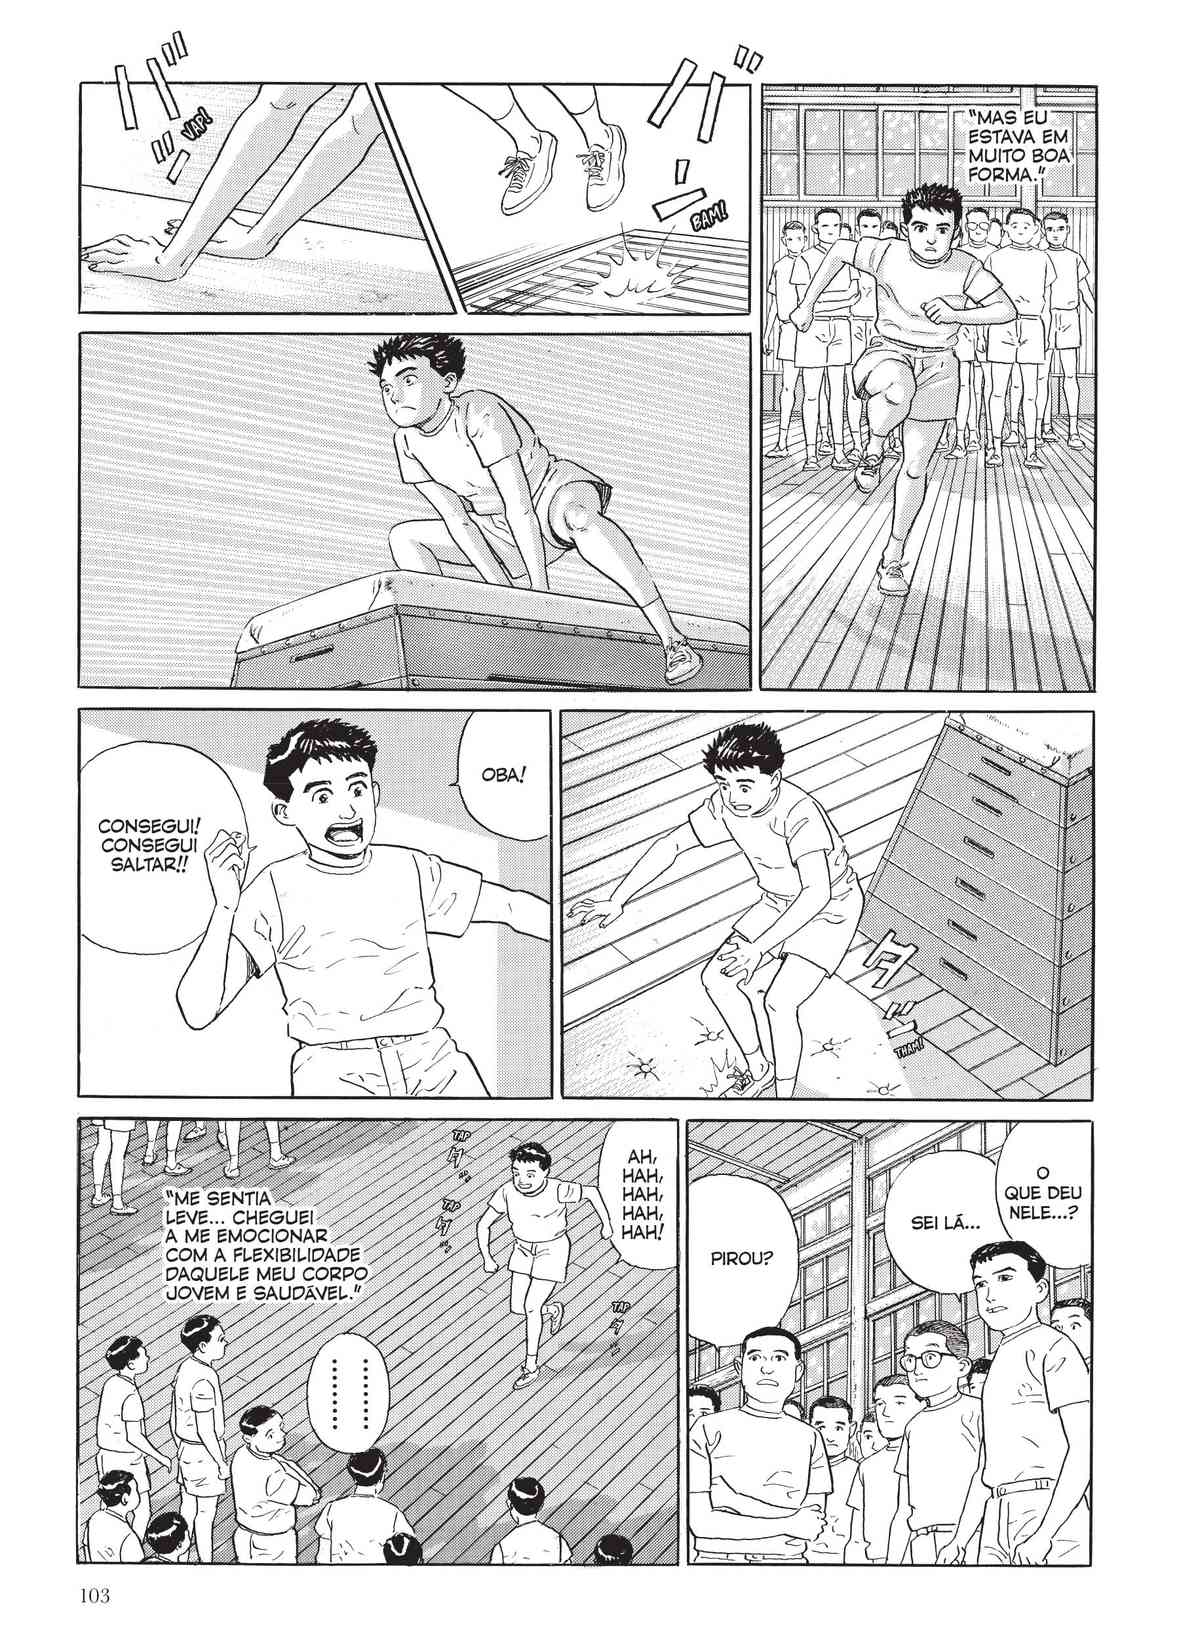 "MAS EU
ESTAVA EM
MUITO BOA
FORMA."
BAM!
VAP!
THAM!
OBA!
CONSEGUI!
CONSEGUI
SALTAR!!
O
QUE DEU
NELE...?
SEI LÁ...
PIROU?
AH,
HAH,
HAH,
HAH,
HAH!
TAP
TAP
TAP
"ME SENTIA
LEVE... CHEGUEI
A ME EMOCIONAR
COM A FLEXIBILIDADE
DAQUELE MEU CORPO
JOVEM E SAUDÁVEL."
103